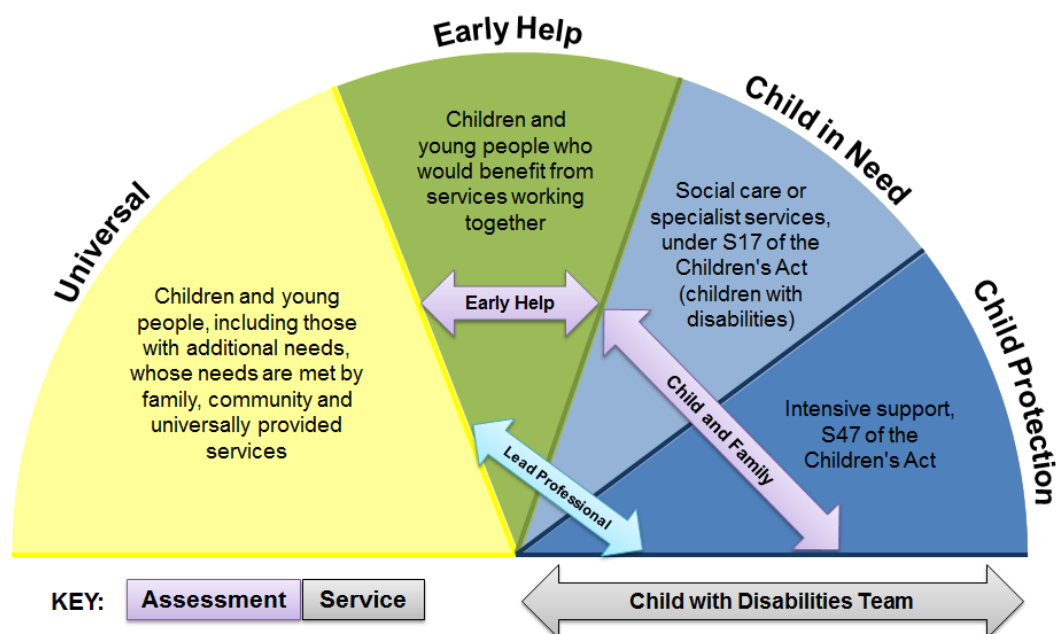 Early Help
Child in Need
Universal
Child Protection
Children and
young people who
would benefit from
services working
together
Social care or
specialist services,
under S17 of the
Children's Act
(children with
disabilities)
Children and young
people, including those
with additional needs,
whose needs are met by
family, community and
universally provided
services
Early Help
Child and Family
Intensive support,
S47 of the
Children's Act
Lead Professional
KEY:
Assessment
Service
Child with Disabilities Team